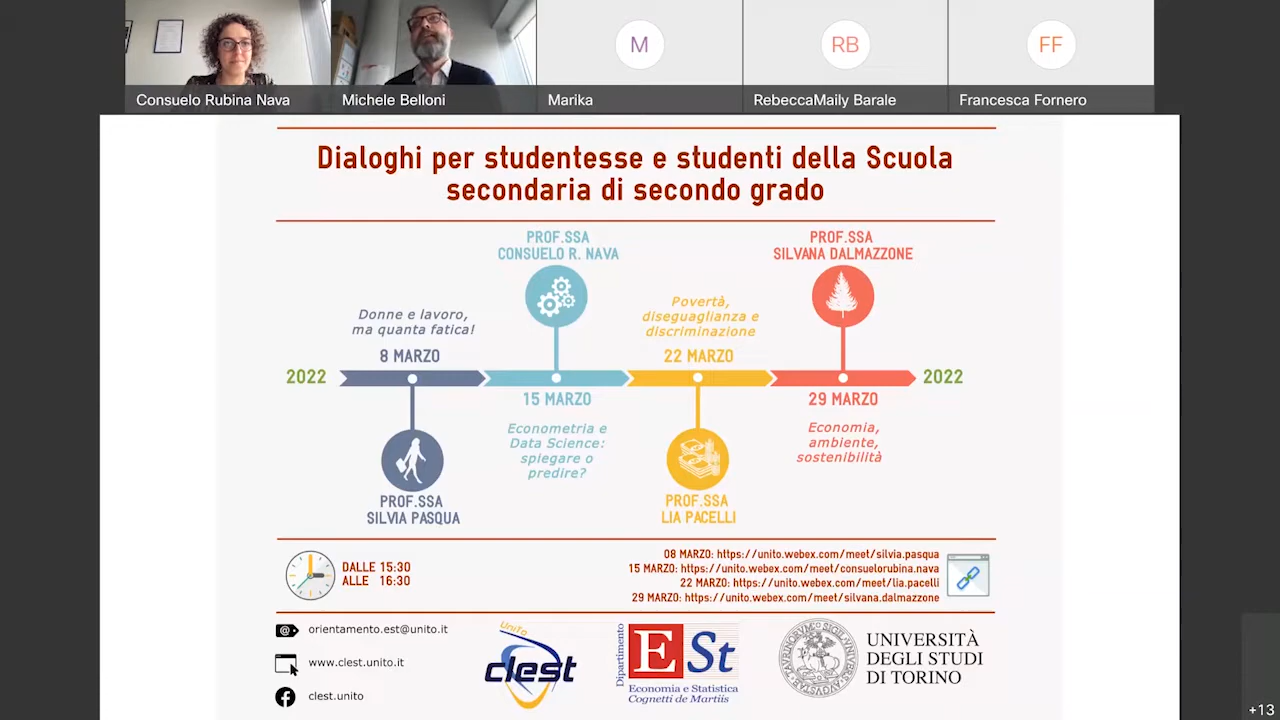 M
RB
FF
Consuelo Rubina Nava
Michele Belloni
Marika
RebeccaMaily Barale
Francesca Fornero
Dialoghi per studentesse e studenti della Scuola
secondaria di secondo grado
PROF.SSA
CONSUELO R. NAVA
PROF.SSA
SILVANA DALMAZZONE
Donne e lavoro,
ma quanta fatica!
8 MARZO
Povertà,
diseguaglianza e
discriminazione
22 MARZO
2022
2022
15 MARZO
Econometria e
Data Science:
spiegare o
predire?
29 MARZO
Economia,
ambiente,
sostenibilità
PROF.SSA
SILVIA PASQUA
PROF.SSA
LIA PACELLI
DALLE 15:30
ALLE 16:30
08 MARZO: https://unito.webex.com/meet/silvia.pasqua
15 MARZO: https://unito.webex.com/meet/consuelorubina.nava
22 MARZO: https://unito.webex.com/meet/lia.pacelli
29 MARZO: https://unito.webex.com/meet/silvana.dalmazzone
orientamento.est@unito.it
www.clest.unito.it
clest.unito
UniTo
clest
Dipartimento
ESt
Economia e Statistica
Cognetti de Martiis
UNIVERSITÀ
DEGLI STUDI
DI TORINO
+13